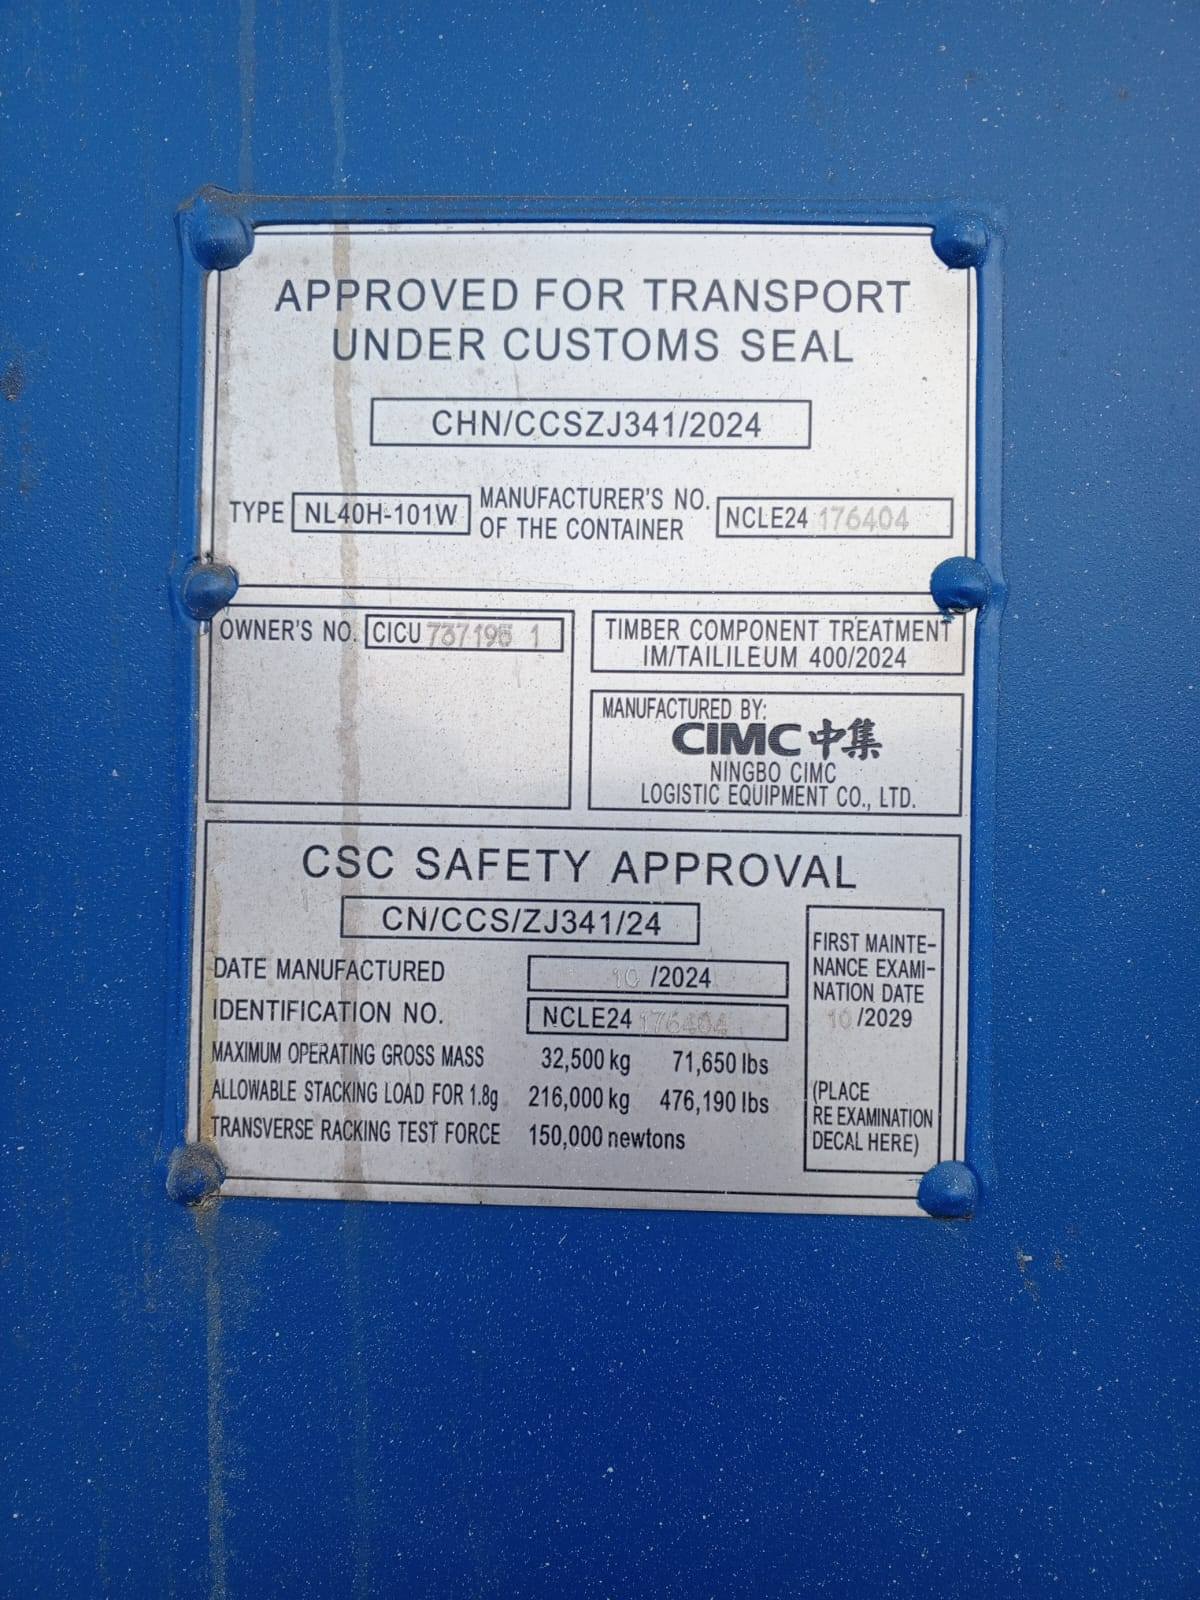 APPROVED FOR TRANSPORT
UNDER CUSTOMS SEAL
CHN/CCSZJ341/2024
TYPE NL40H-101W MANUFACTURER'S NO.
OF THE CONTAINER NCLE24 176404
OWNER'S NO. CICU
TIMBER COMPONENT TREATMENT
IM/TAILILEUM 400/2024
MANUFACTURED BY:
CIMC中集
NINGBO CIMC
LOGISTIC EQUIPMENT CO., LTD.
CSC SAFETY APPROVAL
CN/CCS/ZJ341/24
DATE MANUFACTURED 10 /2024
IDENTIFICATION NO. NCLE24 176404
MAXIMUM OPERATING GROSS MASS 32,500 kg 71,650 lbs
ALLOWABLE STACKING LOAD FOR 1.8g 216,000 kg 476,190 lbs
TRANSVERSE RACKING TEST FORCE 150,000 newtons
FIRST MAINTE-
NANCE EXAMI-
NATION DATE
10 /2029
(PLACE
RE EXAMINATION
DECAL HERE)